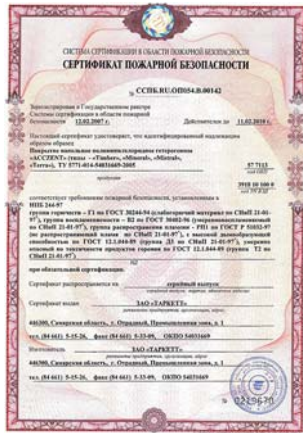 СИСТЕМА СЕРТИФИКАЦИИ В ОБЛАСТИ ПОЖАРНОЙ БЕЗОПАСНОСТИ
СЕРТИФИКАТ ПОЖАРНОЙ БЕЗОПАСНОСТИ
№ ССПБ.RU.ОП054.В.00142
Зарегистрирован в Государственном реестре
Системы сертификации в области пожарной
безопасности 12.02.2007 г. Действителен до 11.02.2010 г.
Настоящий сертификат удостоверяет, что идентифицированный надлежащим
образом образец
Покрытие напольное поливинилхлоридное гетерогенное
«ACCZENT» (типы - «Timber», «Mineral», «Mistral»,
«Terra»), ТУ 5771-014-54031669-2005
57 7113
продукции
3918 10 100 0
соответствует требованиям пожарной безопасности, установленным в
НПБ 244-97
группа горючести - Г1 по ГОСТ 30244-94 (слабогорючий материал по СНиП 21-01-
97*), группа воспламеняемости - В2 по ГОСТ 30402-96 (умеренновоспламеняемый
по СНиП 21-01-97*), группа распространения пламени - РП1 по ГОСТ Р 51032-97
(не распространяющий пламя по СНиП 21-01-97*), с высокой дымообразующей
способностью по ГОСТ 12.1.044-89 (группа Д3 по СНиП 21-01-97*), умеренно
опасный по токсичности продуктов горения по ГОСТ 12.1.044-89 (группа Т2 по
СНиП 21-01-97*)
при обязательной сертификации.
Сертификат распространяется на серийный выпуск
Сертификат выдан ЗАО «ТАРКЕТТ»
446300, Самарская область, г. Отрадный, Промышленная зона, д. 1
тел. (84 661) 5-15-26, факс (84 661) 5-33-09, ОКПО 54031669
Изготовитель ЗАО «ТАРКЕТТ»
446300, Самарская область, г. Отрадный, Промышленная зона, д. 1
тел. (84 661) 5-15-26, факс (84 661) 5-33-09, ОКПО 54031669
№ 0219670